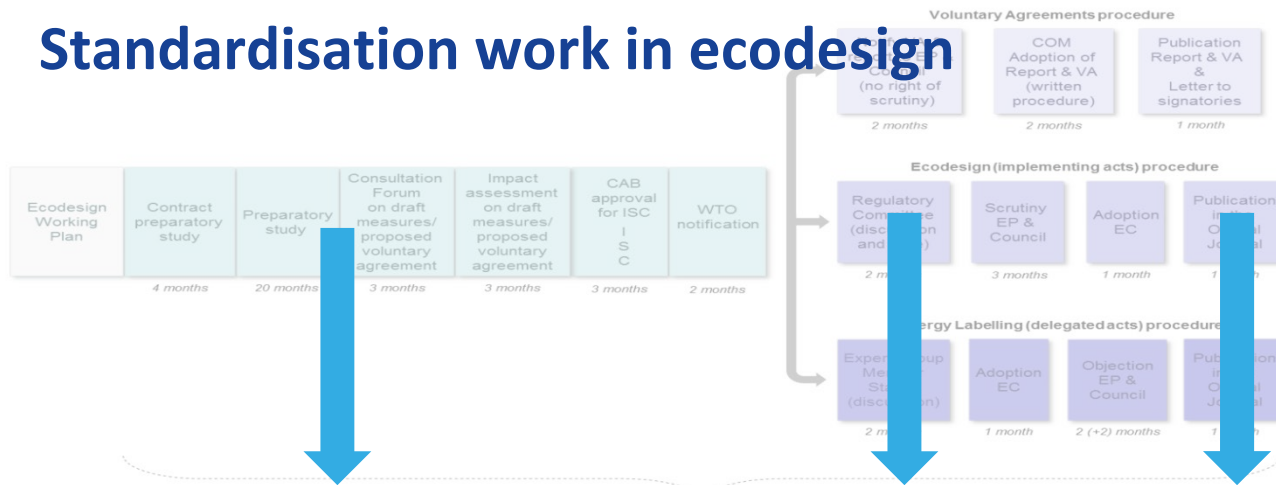 Voluntary Agreements procedure
Standardisation work in ecodesign
(no right of
scrutiny)
2 months
COM
Adoption of
Report & VA
(written
procedure)
2 months
Publication
Report & VA
&
Letter to
signatories
1 month
Ecodesign
Working
Plan
Contract
preparatory
study
4 months
Preparatory
study
20 months
Consultation
Forum
on draft
measures/
proposed
voluntary
agreement
3 months
Impact
assessment
on draft
measures/
proposed
voluntary
agreement
3 months
CAB
approval
for ISC
I
S
C
3 months
WTO
notification
2 months
Ecodesign (implementing acts) procedure
Regulatory
Scrutiny
EP &
Council
3 months
Adoption
EC
1 month
Publication
Labelling (delegated acts) procedure
Adoption
EC
1 month
Objection
EP &
Council
2 (+2) months